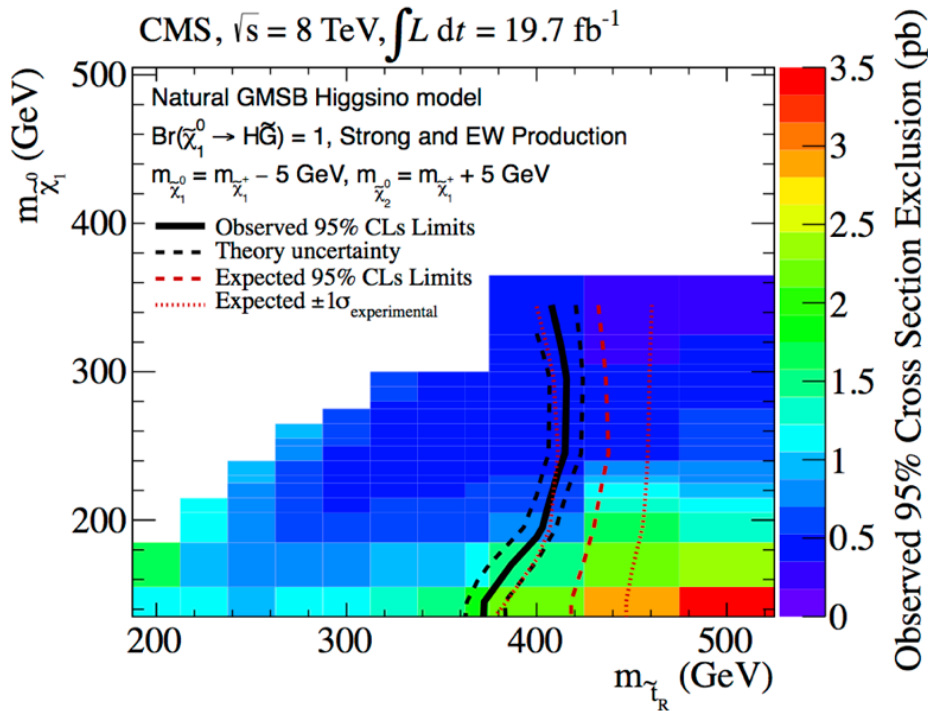 CMS, √s = 8 TeV, ∫L dt = 19.7 fb⁻¹
Natural GMSB Higgsino model
Br(χ̃₁⁰ → HG̃) = 1, Strong and EW Production
m_χ̃₁⁰ = m_χ̃₁⁺ − 5 GeV, m_χ̃₂⁰ = m_χ̃₁⁺ + 5 GeV
Observed 95% CLs Limits
Theory uncertainty
Expected 95% CLs Limits
Expected ±1σ_experimental
m_χ̃₁⁰ (GeV)
500
400
300
200
200
300
400
500
m_t̃_R (GeV)
3.5
3
2.5
2
1.5
1
0.5
0
Observed 95% Cross Section Exclusion (pb)